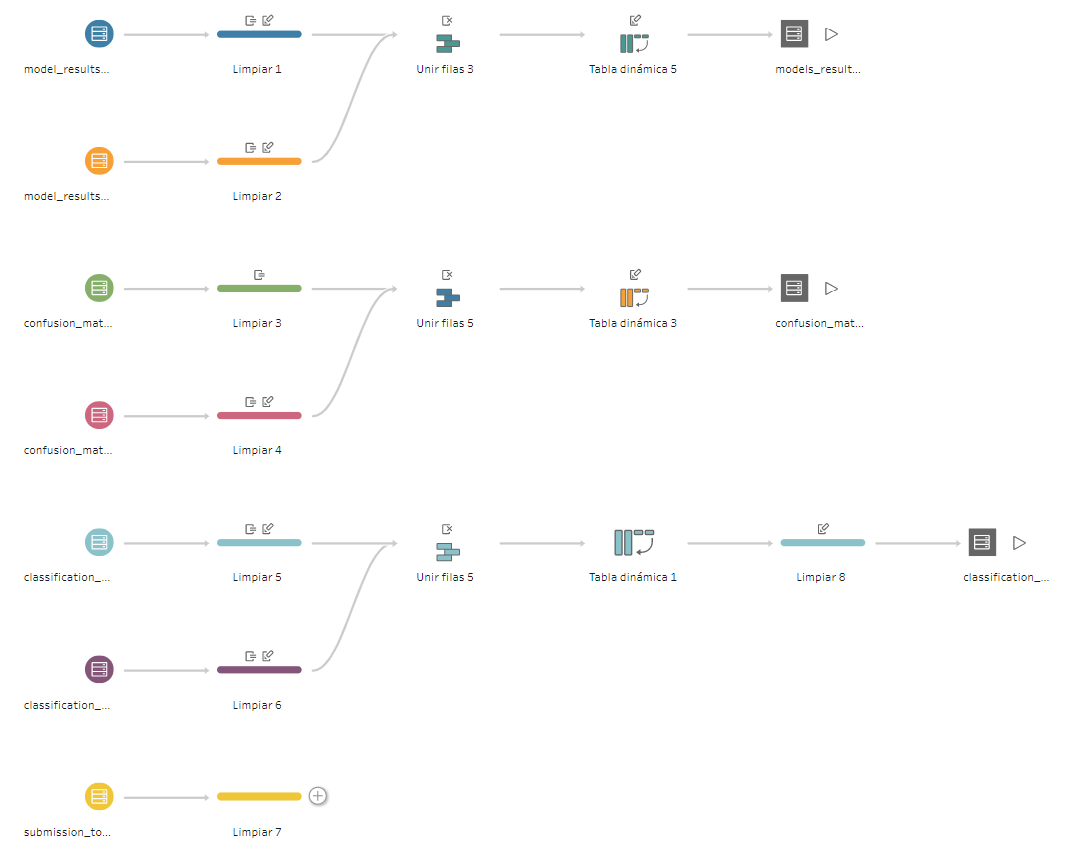 model_results...
Limpiar 1
Unir filas 3
Tabla dinámica 5
models_result...
model_results...
Limpiar 2
confusion_mat...
Limpiar 3
Unir filas 5
Tabla dinámica 3
confusion_mat...
confusion_mat...
Limpiar 4
classification_...
Limpiar 5
Unir filas 5
Tabla dinámica 1
Limpiar 8
classification_...
classification_...
Limpiar 6
submission_to...
Limpiar 7